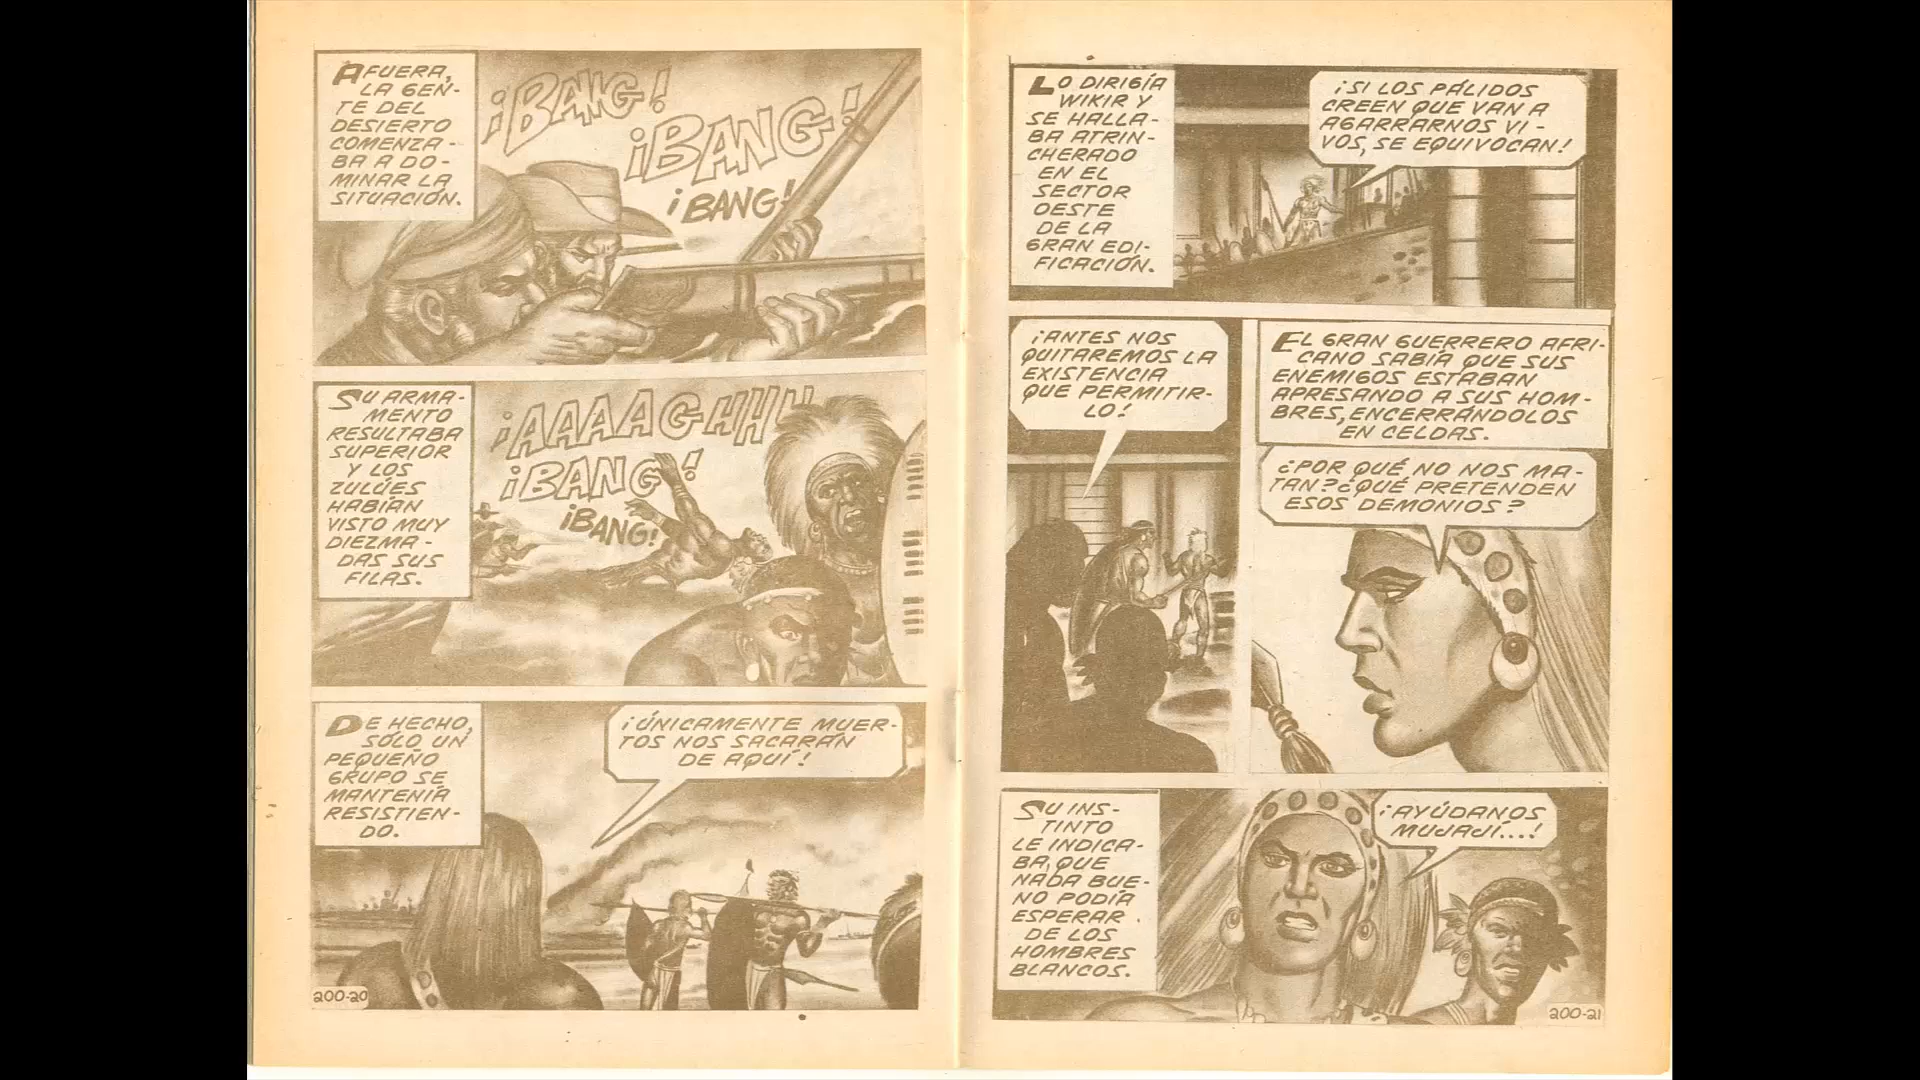 AFUERA,
LA GEN-
TE DEL
DESIERTO
COMENZA-
BA A DO-
MINAR LA
SITUACIÓN.
¡BANG!
¡BANG!
¡BANG!
SU ARMA-
MENTO
RESULTABA
SUPERIOR
Y LOS
ZULÚES
HABÍAN
VISTO MUY
DIEZMA-
DAS SUS
FILAS.
¡AAAAGHHH
¡BANG!
¡BANG!
DE HECHO,
SÓLO UN
PEQUEÑO
GRUPO SE
MANTENÍA
RESISTIEN-
DO.
¡ÚNICAMENTE MUER-
TOS NOS SACARÁN
DE AQUÍ!
200-20
LO DIRIGÍA
WIKIR Y
SE HALLA-
BA ATRIN-
CHERADO
EN EL
SECTOR
OESTE
DE LA
GRAN EDI-
FICACIÓN.
¡SI LOS PÁLIDOS
CREEN QUE VAN A
AGARRARNOS VI-
VOS, SE EQUIVOCAN!
¡ANTES NOS
QUITAREMOS LA
EXISTENCIA
QUE PERMITIR-
LO!
EL GRAN GUERRERO AFRI-
CANO SABÍA QUE SUS
ENEMIGOS ESTABAN
APRESANDO A SUS HOM-
BRES, ENCERRÁNDOLOS
EN CELDAS.
¿POR QUÉ NO NOS MA-
TAN? ¿QUÉ PRETENDEN
ESOS DEMONIOS?
SU INS-
TINTO
LE INDICA-
BA, QUE
NADA BUE-
NO PODÍA
ESPERAR
DE LOS
HOMBRES
BLANCOS.
¡AYÚDANOS
MUJAJÍ...!
200-21